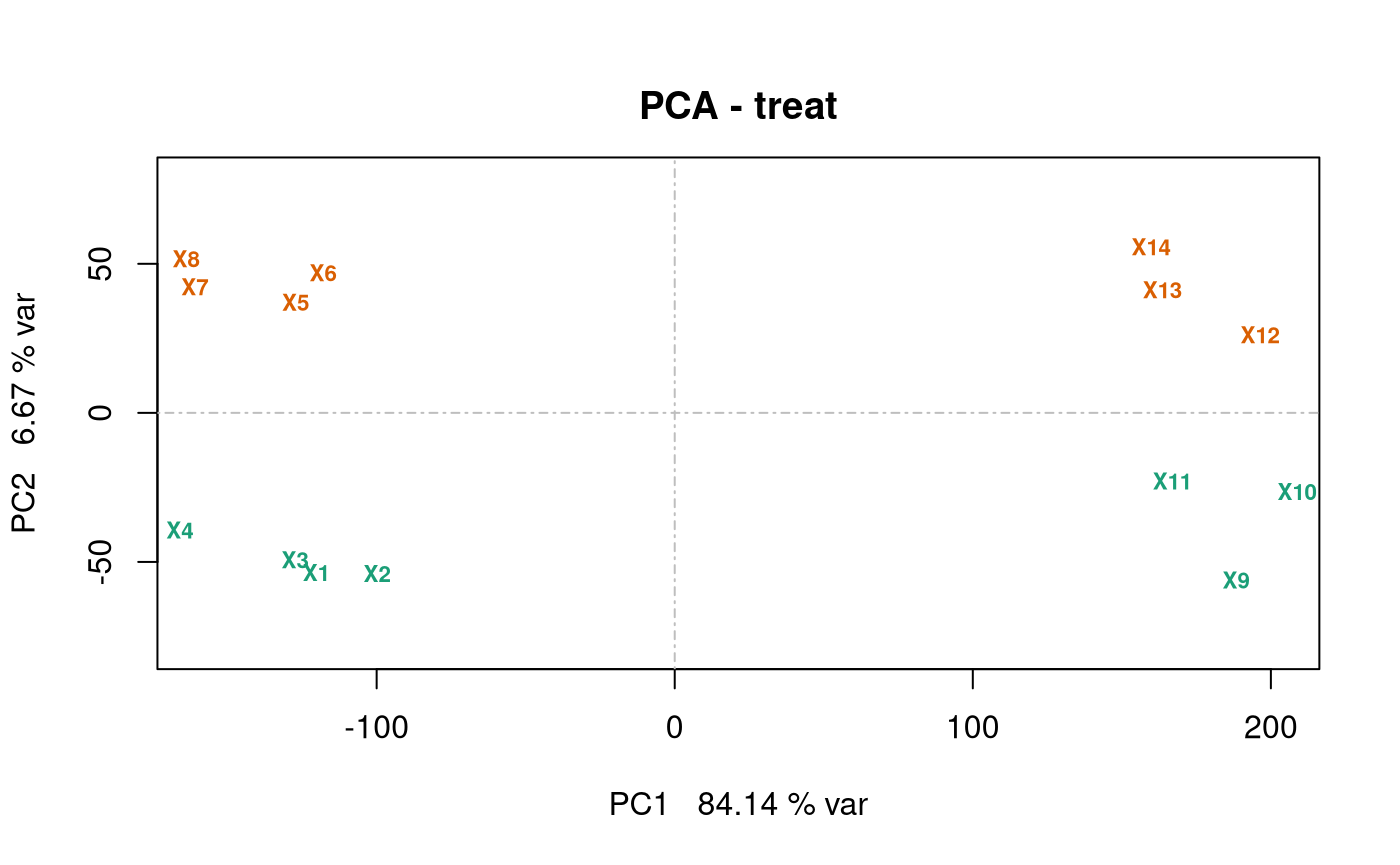 PCA - treat
PC2 6.67 % var
50
0
-50
X8
X7
X6
X5
X14
X13
X12
X11
X10
X9
X4
X3
X1
X2
-100
0
100
200
PC1 84.14 % var